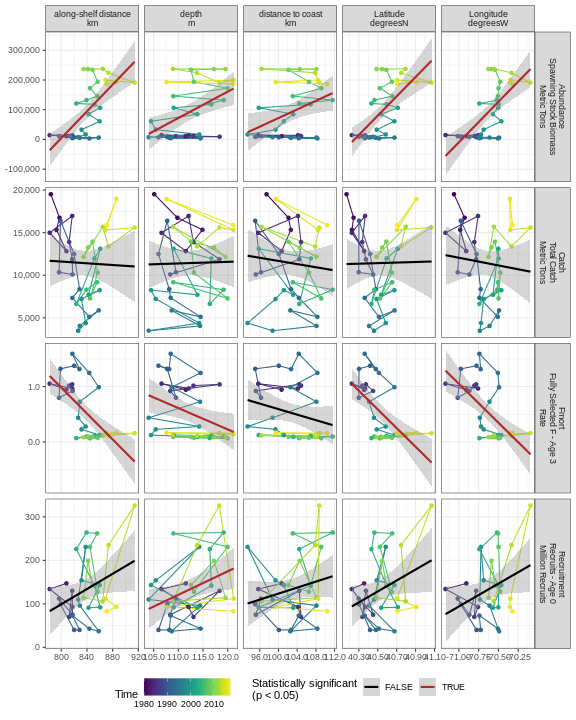 along-shelf distance
km
depth
m
distance to coast
km
Latitude
degreesN
Longitude
degreesW
300,000
200,000
100,000
0
-100,000
Abundance
Spawning Stock Biomass
Metric Tons
20,000
15,000
10,000
5,000
Catch
Total Catch
Metric Tons
1.0
0.0
Fmort
Fully Selected F - Age 3
Rate
300
200
100
0
Recruitment
Recruits - Age 0
Million Recruits
800 840 880 920
105.0 110.0 115.0 120.0
96.0 100.0 104.0 108.0 112.0
40.30 40.50 40.70 40.90 41.10
-71.00 70.75 70.50 70.25
Time
1980 1990 2000 2010
Statistically significant
(p < 0.05)
FALSE
TRUE